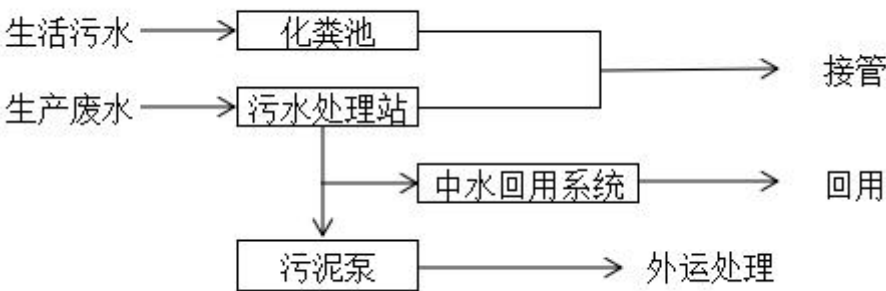 生活污水 化粪池
接管
生产废水 污水处理站
中水回用系统 回用
污泥泵 外运处理